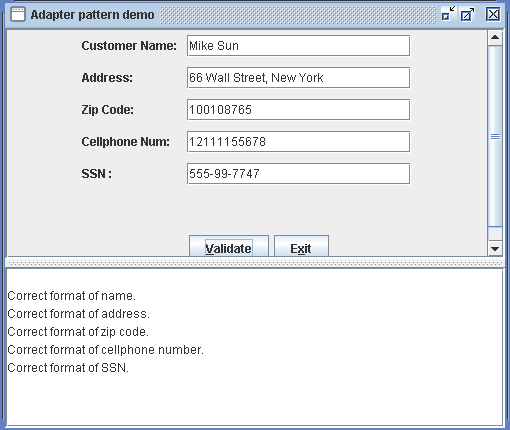 Adapter pattern demo
Customer Name: Mike Sun
Address: 66 Wall Street, New York
Zip Code: 100108765
Cellphone Num: 12111155678
SSN : 555-99-7747
Validate Exit
Correct format of name.
Correct format of address.
Correct format of zip code.
Correct format of cellphone number.
Correct format of SSN.